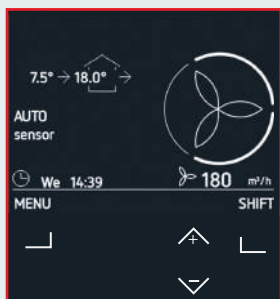 7.5° → 18.0° →
AUTO
sensor
We 14:39
180 m³/h
MENU SHIFT